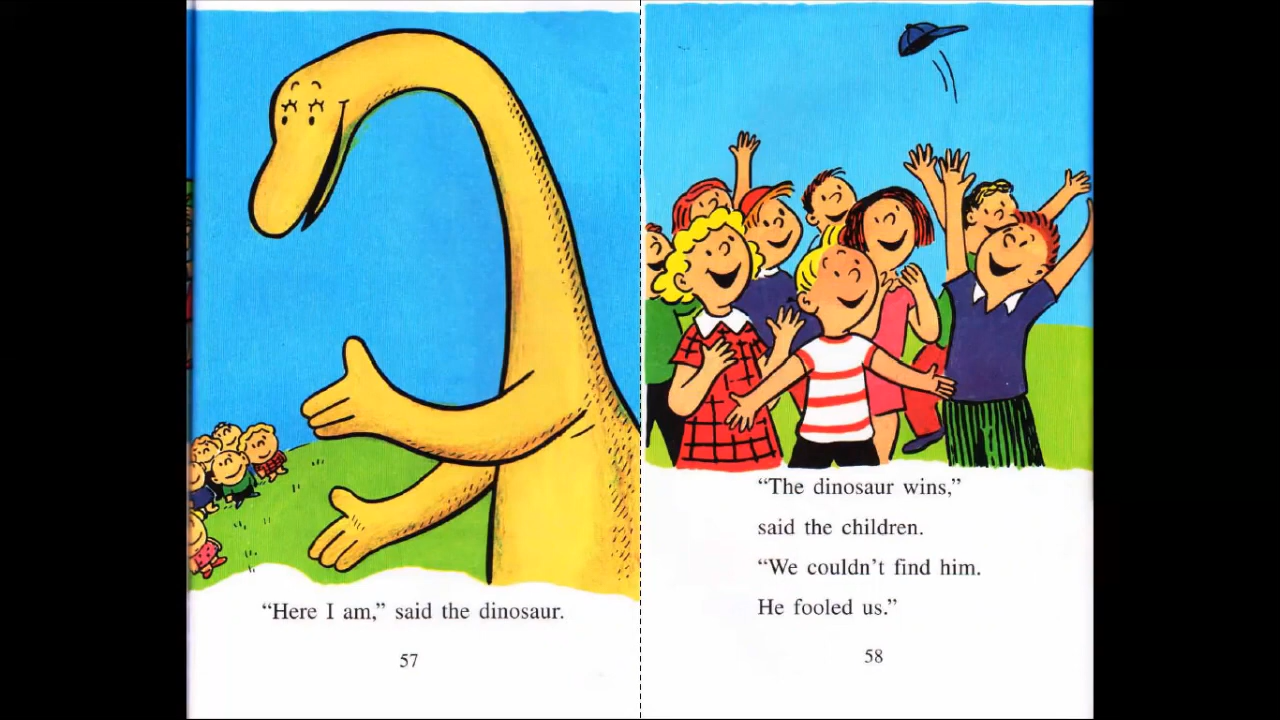 “Here I am,” said the dinosaur.
57
“The dinosaur wins,”
said the children.
“We couldn’t find him.
He fooled us.”
58